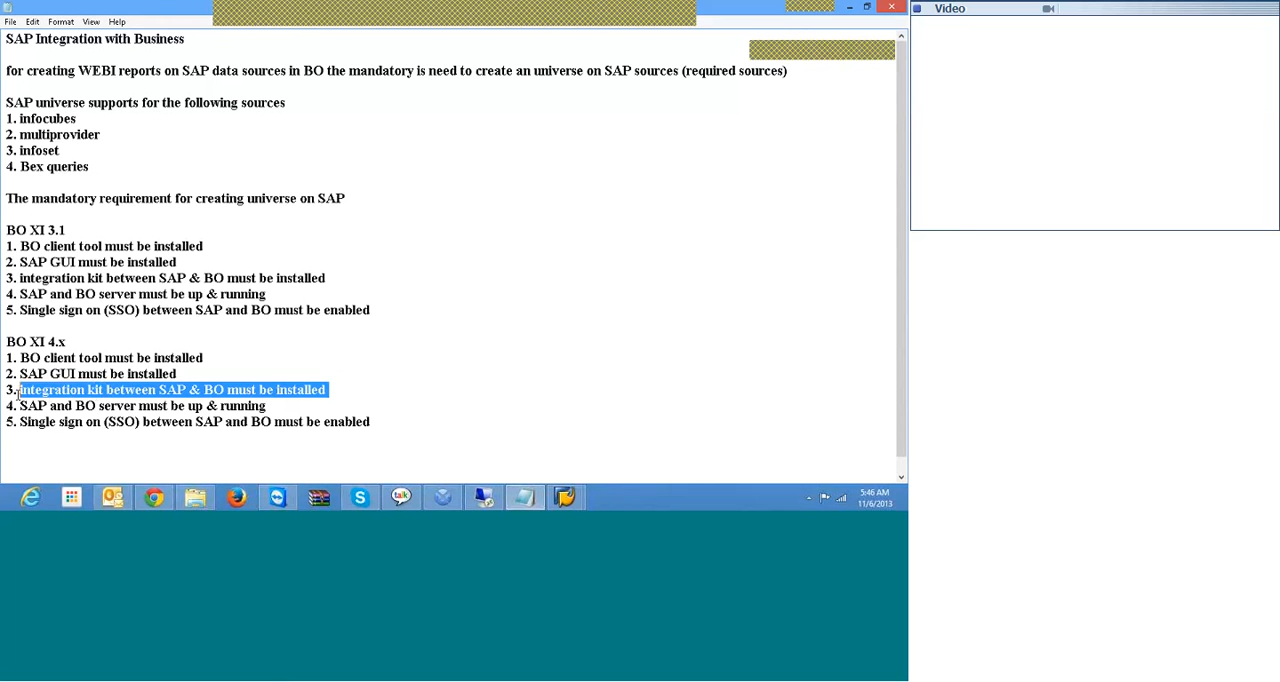 File Edit Format View Help
Video
SAP Integration with Business
for creating WEBI reports on SAP data sources in BO the mandatory is need to create an universe on SAP sources (required sources)
SAP universe supports for the following sources
1. infocubes
2. multiprovider
3. infoset
4. Bex queries
The mandatory requirement for creating universe on SAP
BO XI 3.1
1. BO client tool must be installed
2. SAP GUI must be installed
3. integration kit between SAP & BO must be installed
4. SAP and BO server must be up & running
5. Single sign on (SSO) between SAP and BO must be enabled
BO XI 4.x
1. BO client tool must be installed
2. SAP GUI must be installed
3. integration kit between SAP & BO must be installed
4. SAP and BO server must be up & running
5. Single sign on (SSO) between SAP and BO must be enabled
talk
5:46 AM
11/6/2013